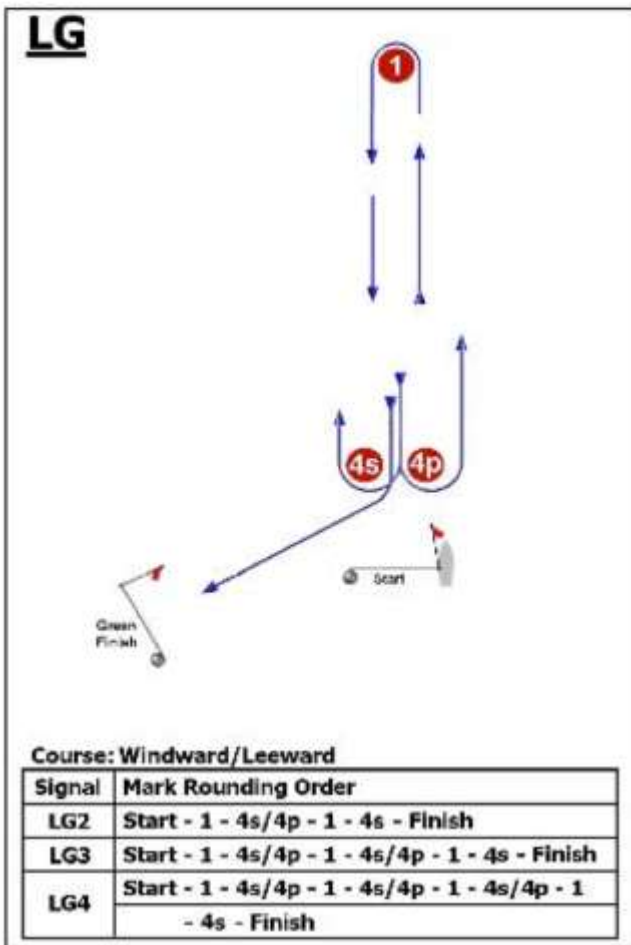 LG
1
4s 4p
Start
Green
Finish
Course: Windward/Leeward
Signal Mark Rounding Order
LG2 Start - 1 - 4s/4p - 1 - 4s - Finish
LG3 Start - 1 - 4s/4p - 1 - 4s/4p - 1 - 4s - Finish
LG4 Start - 1 - 4s/4p - 1 - 4s/4p - 1 - 4s/4p - 1
- 4s - Finish